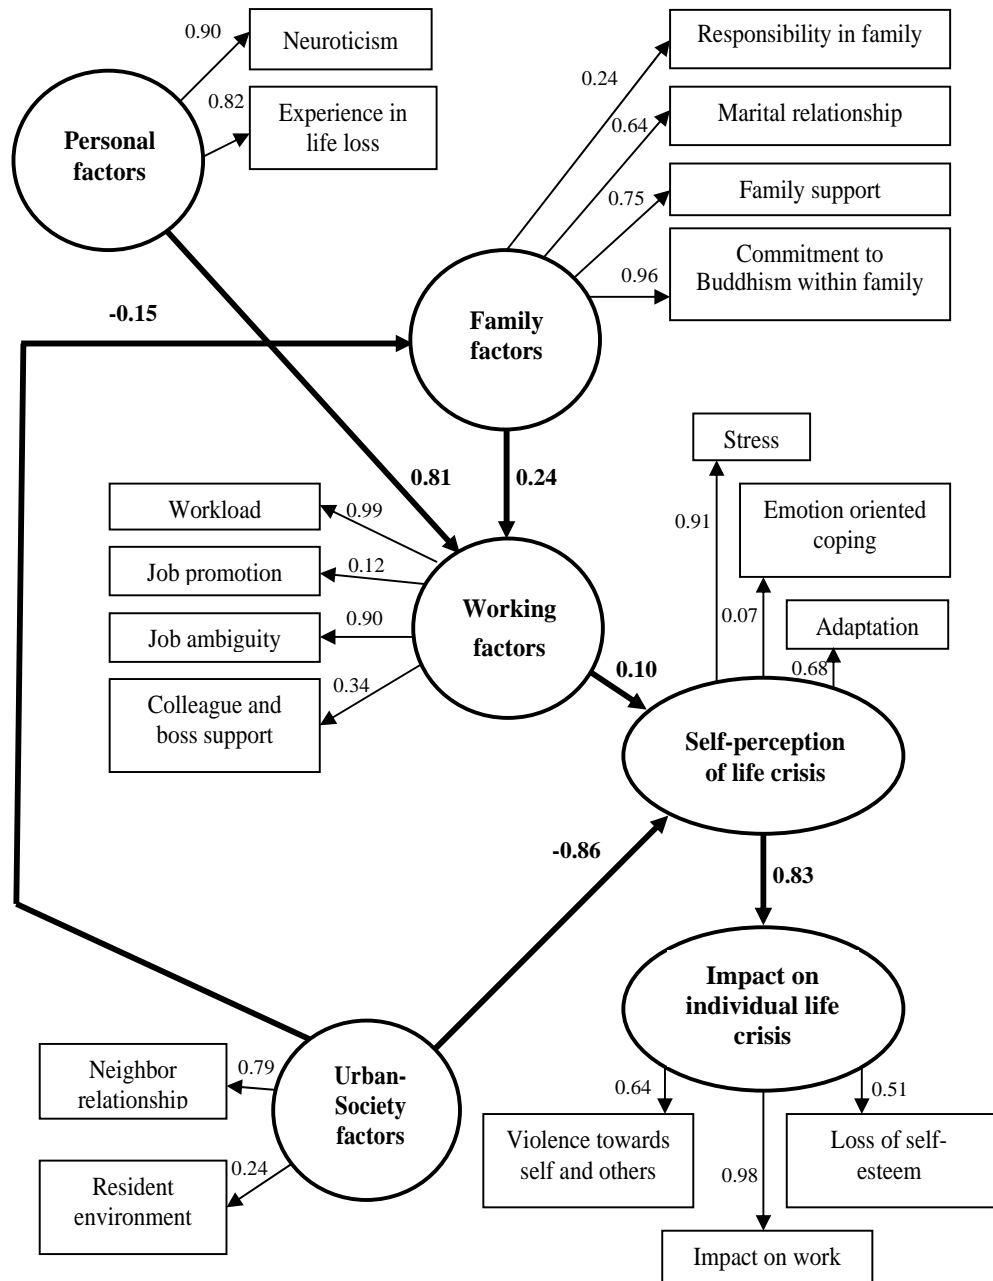 0.90
Neuroticism
0.82
Experience in
life loss
Personal
factors
Responsibility in family
0.24
Marital relationship
0.64
Family support
0.75
Commitment to
Buddhism within family
0.96
Family
factors
-0.15
0.81
0.24
Stress
0.91
Emotion oriented
coping
0.07
Adaptation
0.68
Workload
0.99
Job promotion
0.12
Job ambiguity
0.90
Colleague and
boss support
0.34
Working
factors
0.10
Self-perception
of life crisis
-0.86
0.83
Impact on
individual life
crisis
Neighbor
relationship
0.79
Urban-
Society
factors
Resident
environment
0.24
0.64
0.51
Violence towards
self and others
Loss of self-
esteem
0.98
Impact on work